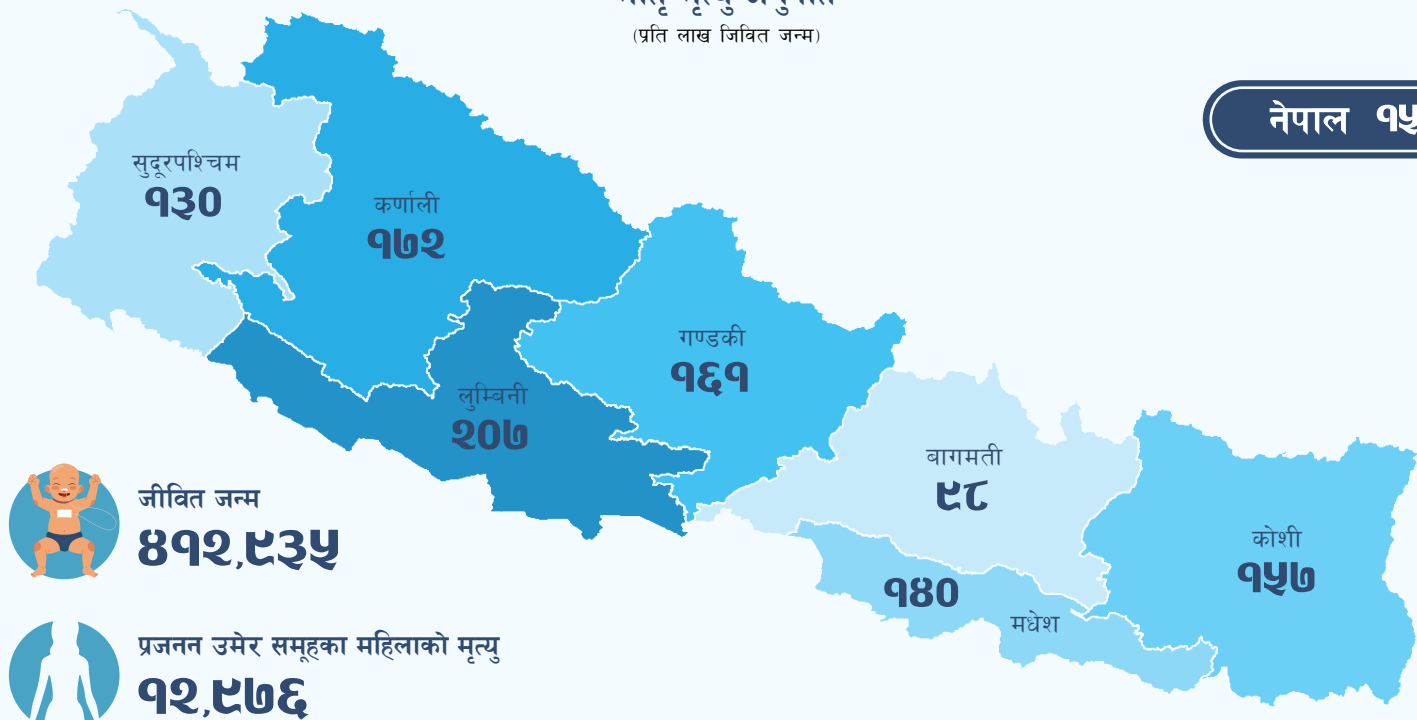 (प्रति लाख जिवित जन्म)
नेपाल
सुदूरपश्चिम
१३०
कर्णाली
१७२
गण्डकी
१६१
लुम्बिनी
२०७
बागमती
९८
कोशी
१५७
१४०
मधेश
जीवित जन्म
४१२,९३५
प्रजनन उमेर समूहका महिलाको मृत्यु
१२,९७६